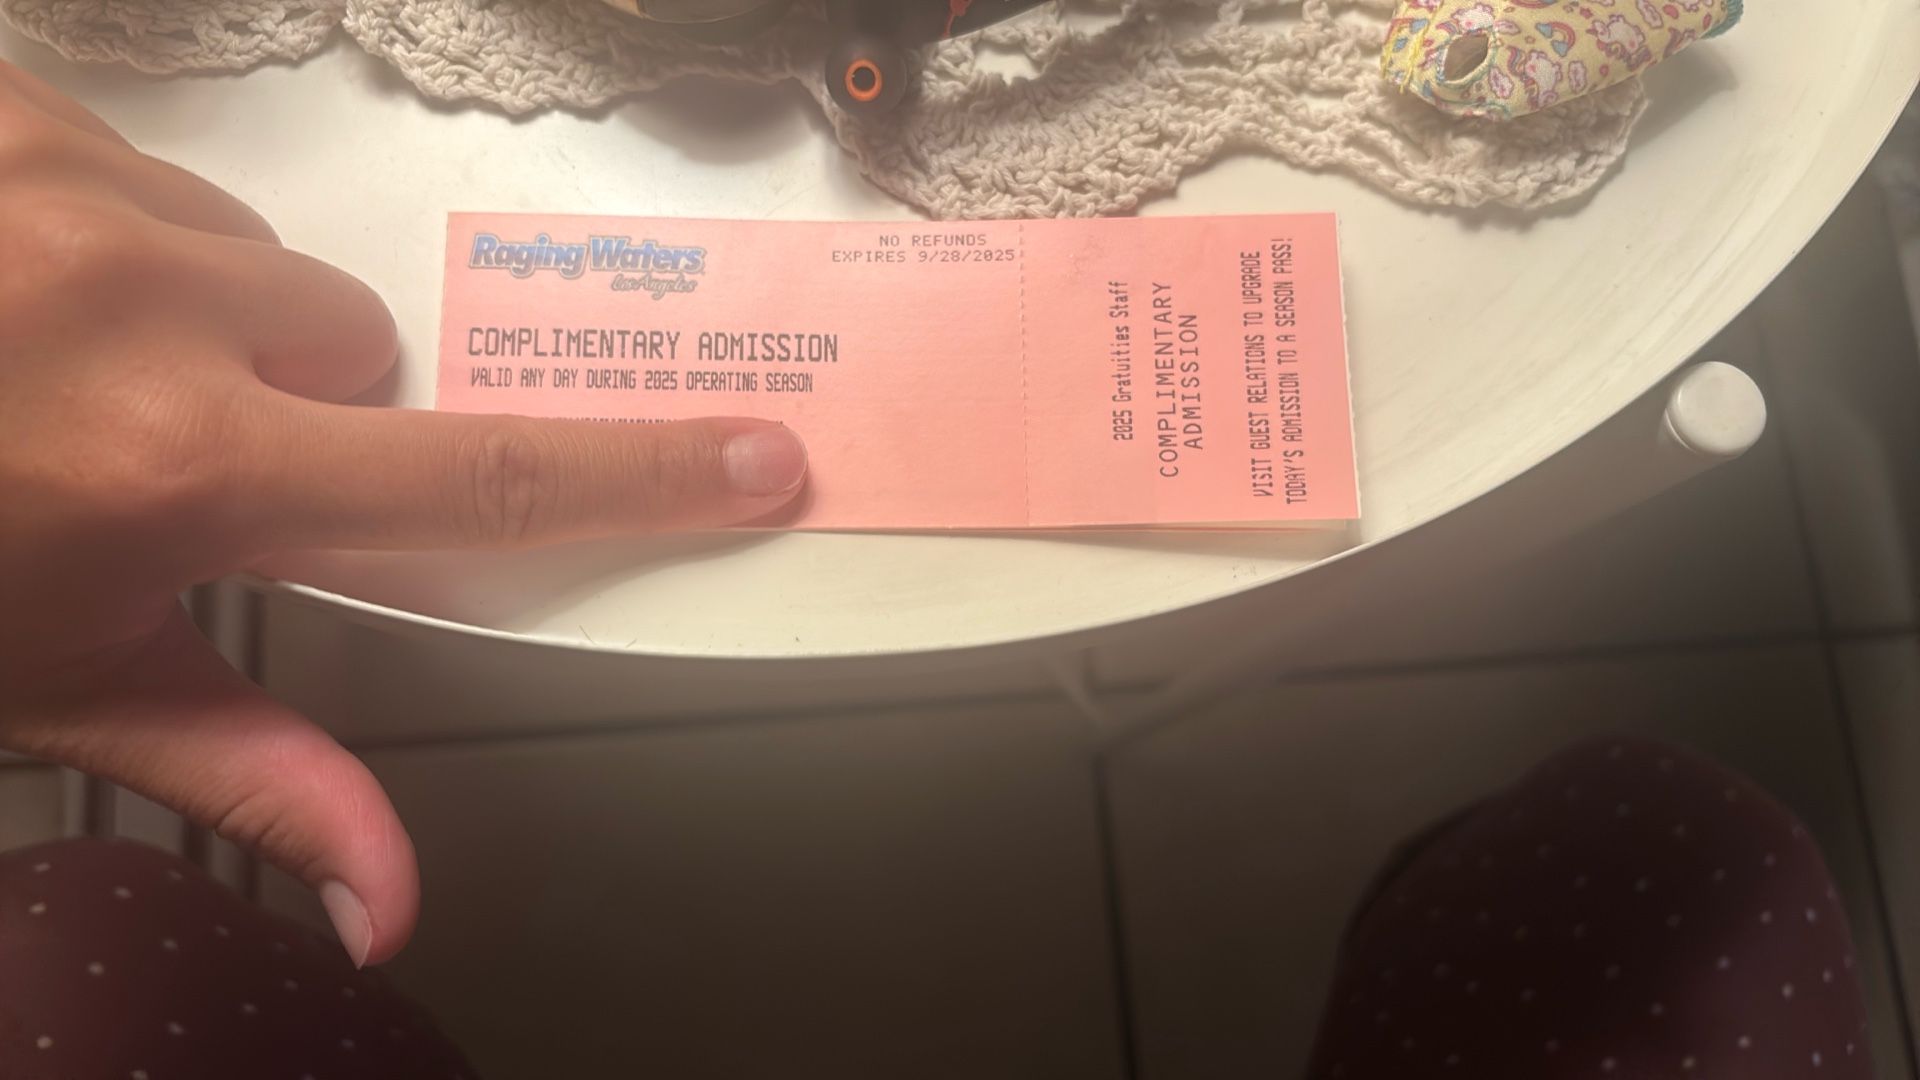 Raging Waters
Los Angeles
NO REFUNDS
EXPIRES 9/28/2025
COMPLIMENTARY ADMISSION
VALID ANY DAY DURING 2025 OPERATING SEASON
2025 Gratuities Staff
COMPLIMENTARY
ADMISSION
VISIT GUEST RELATIONS TO UPGRADE
TODAY'S ADMISSION TO A SEASON PASS!